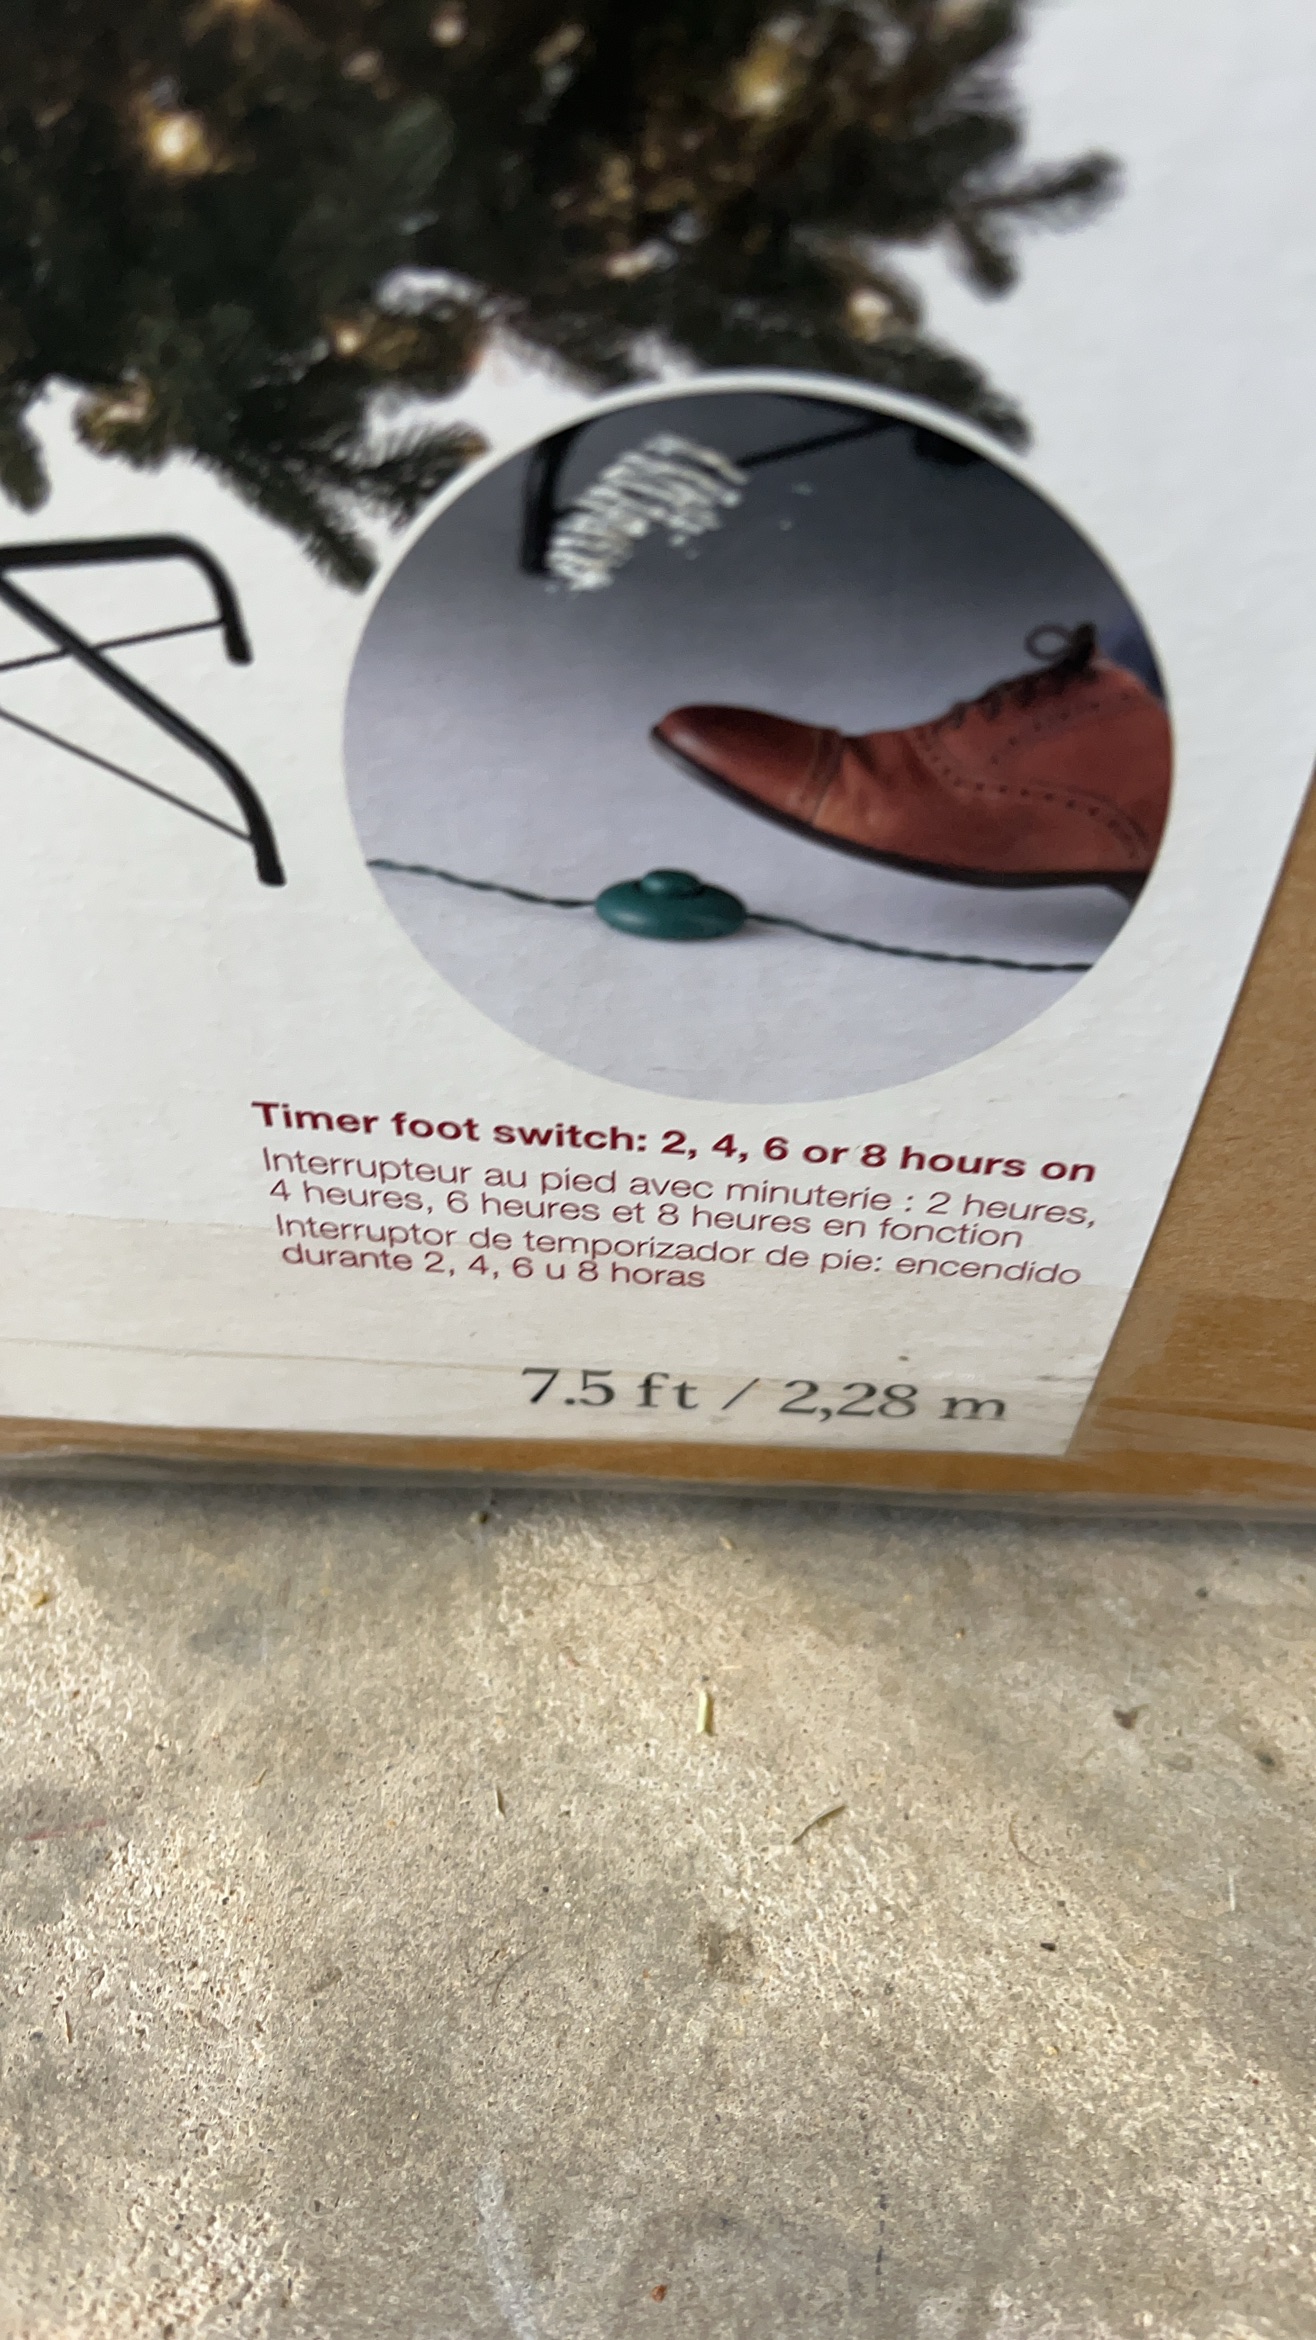 Timer foot switch: 2, 4, 6 or 8 hours on
Interrupteur au pied avec minuterie : 2 heures,
4 heures, 6 heures et 8 heures en fonction
Interruptor de temporizador de pie: encendido
durante 2, 4, 6 u 8 horas
7.5 ft / 2,28 m